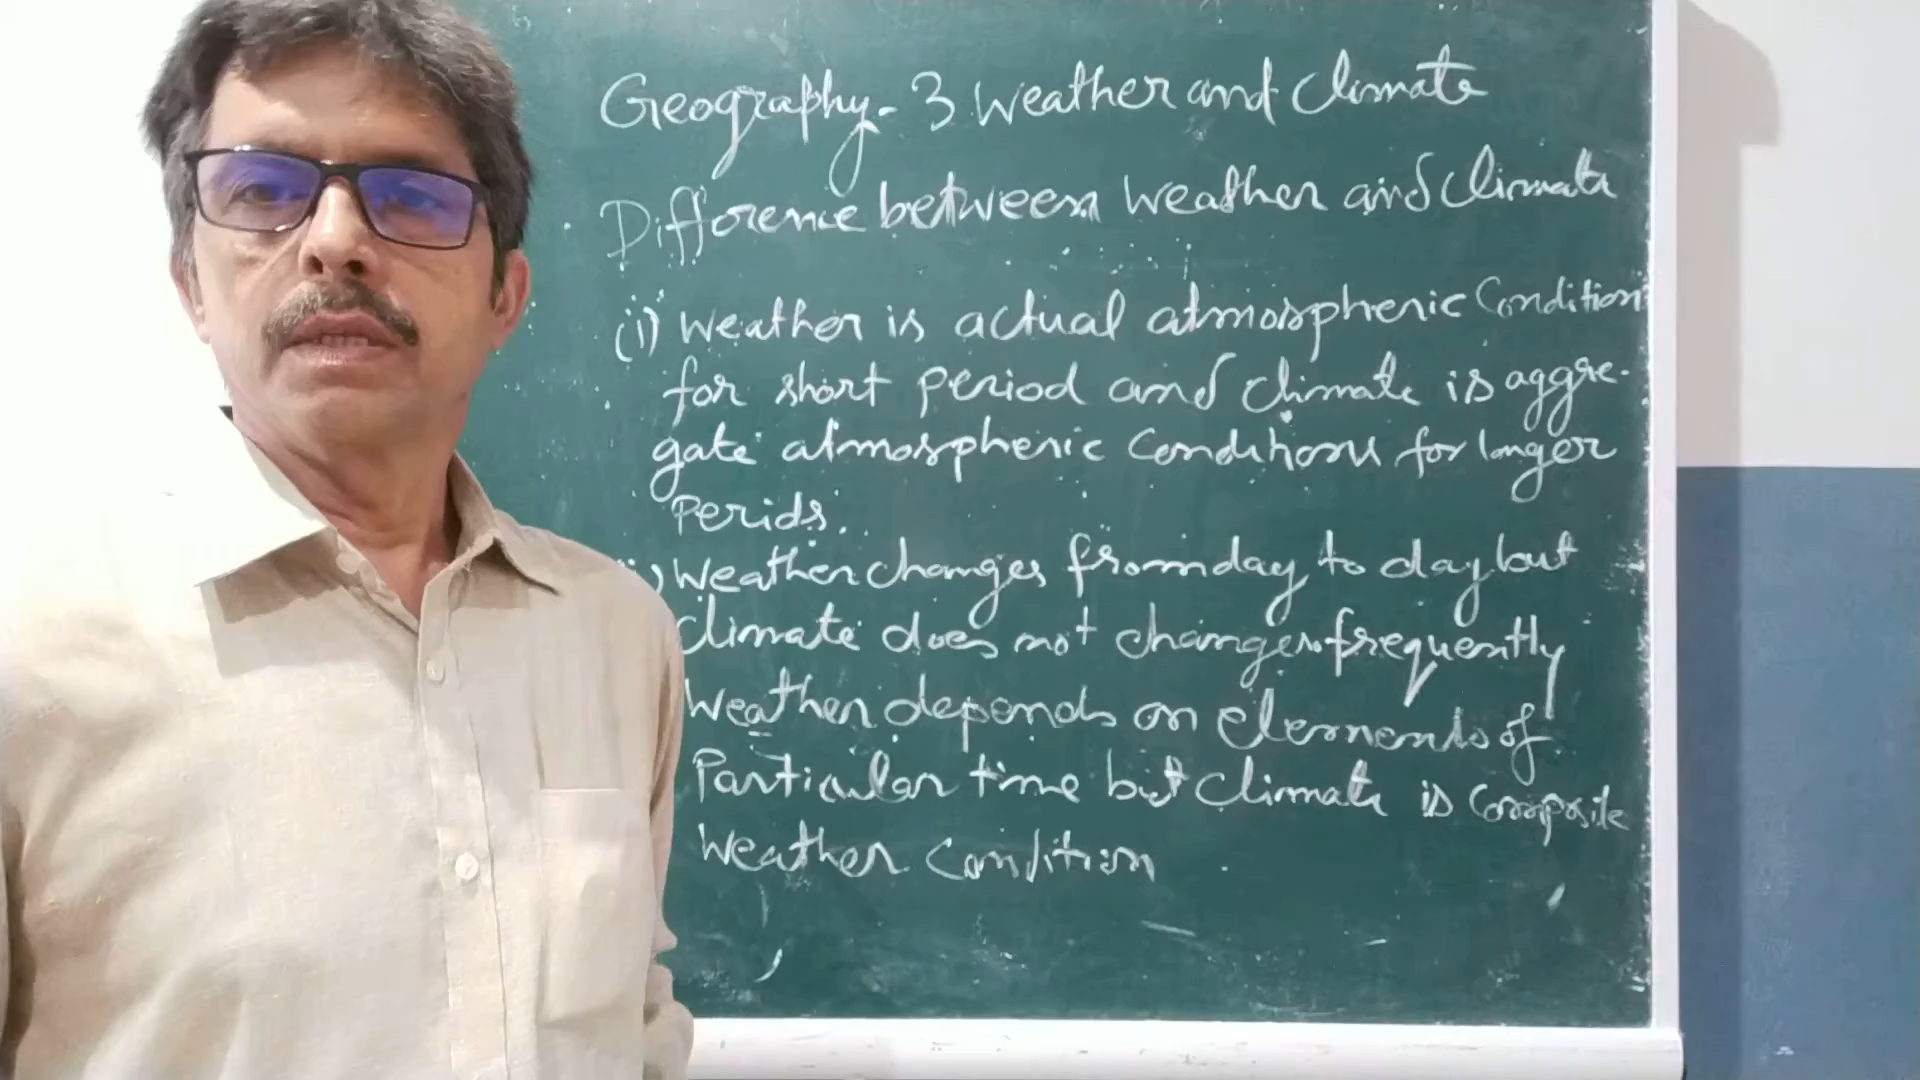 Geography - 3 Weather and Climate
Difference between Weather and Climate
(i) Weather is actual atmospheric Conditions
for short period and climate is aggre-
gate atmospheric Conditions for longer
Perids.
) Weather changes from day to day but
Climate does not changes frequently
Weather depends on elements of
Particular time but Climate is Composite
Weather Condition